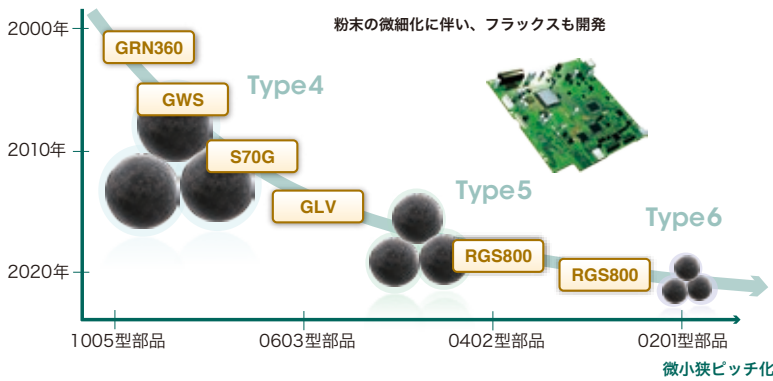 2000年
粉末の微細化に伴い、フラックスも開発
GRN360
Type4
GWS
2010年
S70G
Type5
GLV
Type6
RGS800
RGS800
2020年
1005型部品
0603型部品
0402型部品
0201型部品
微小狭ピッチ化